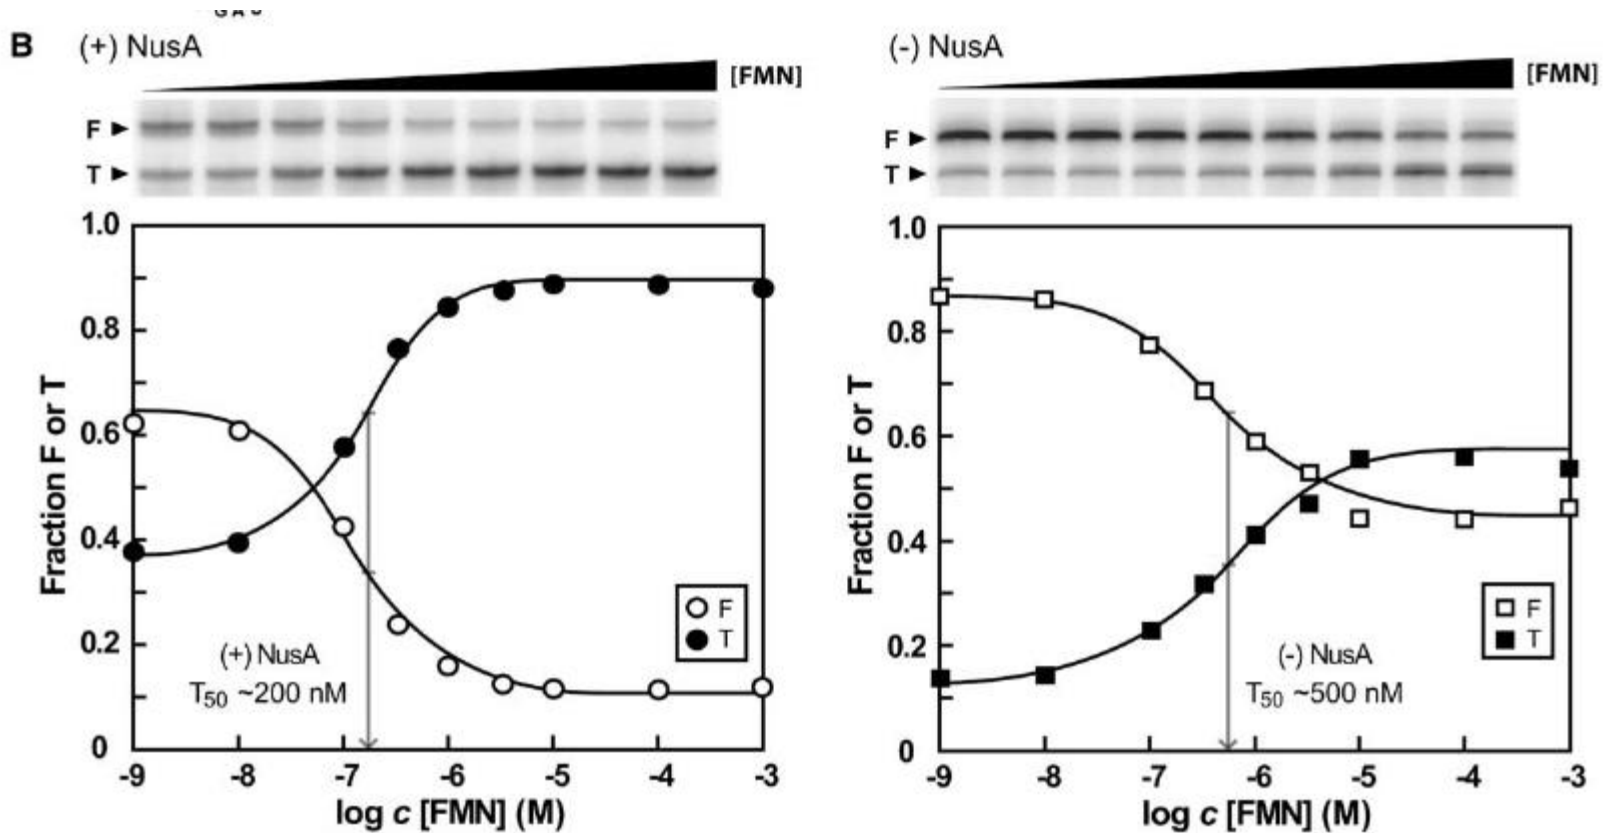 B (+) NusA
[FMN]
F
T
1.0
0.8
0.6
0.4
0.2
0
Fraction F or T
F
T
(+) NusA
T50 ~200 nM
-9 -8 -7 -6 -5 -4 -3
log c [FMN] (M)
(-) NusA
[FMN]
F
T
1.0
0.8
0.6
0.4
0.2
0
Fraction F or T
F
T
(-) NusA
T50 ~500 nM
-9 -8 -7 -6 -5 -4 -3
log c [FMN] (M)